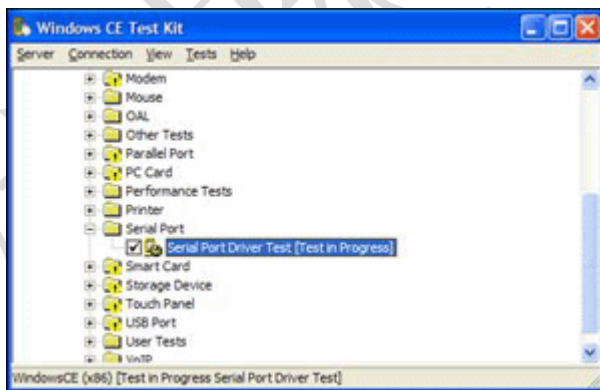 Windows CE Test Kit
Server Connection View Tests Help
Modem
Mouse
OAL
Other Tests
Parallel Port
PC Card
Performance Tests
Printer
Serial Port
Serial Port Driver Test [Test in Progress]
Smart Card
Storage Device
Touch Panel
USB Port
User Tests
VoIP
WindowsCE (x86) [Test in Progress Serial Port Driver Test]